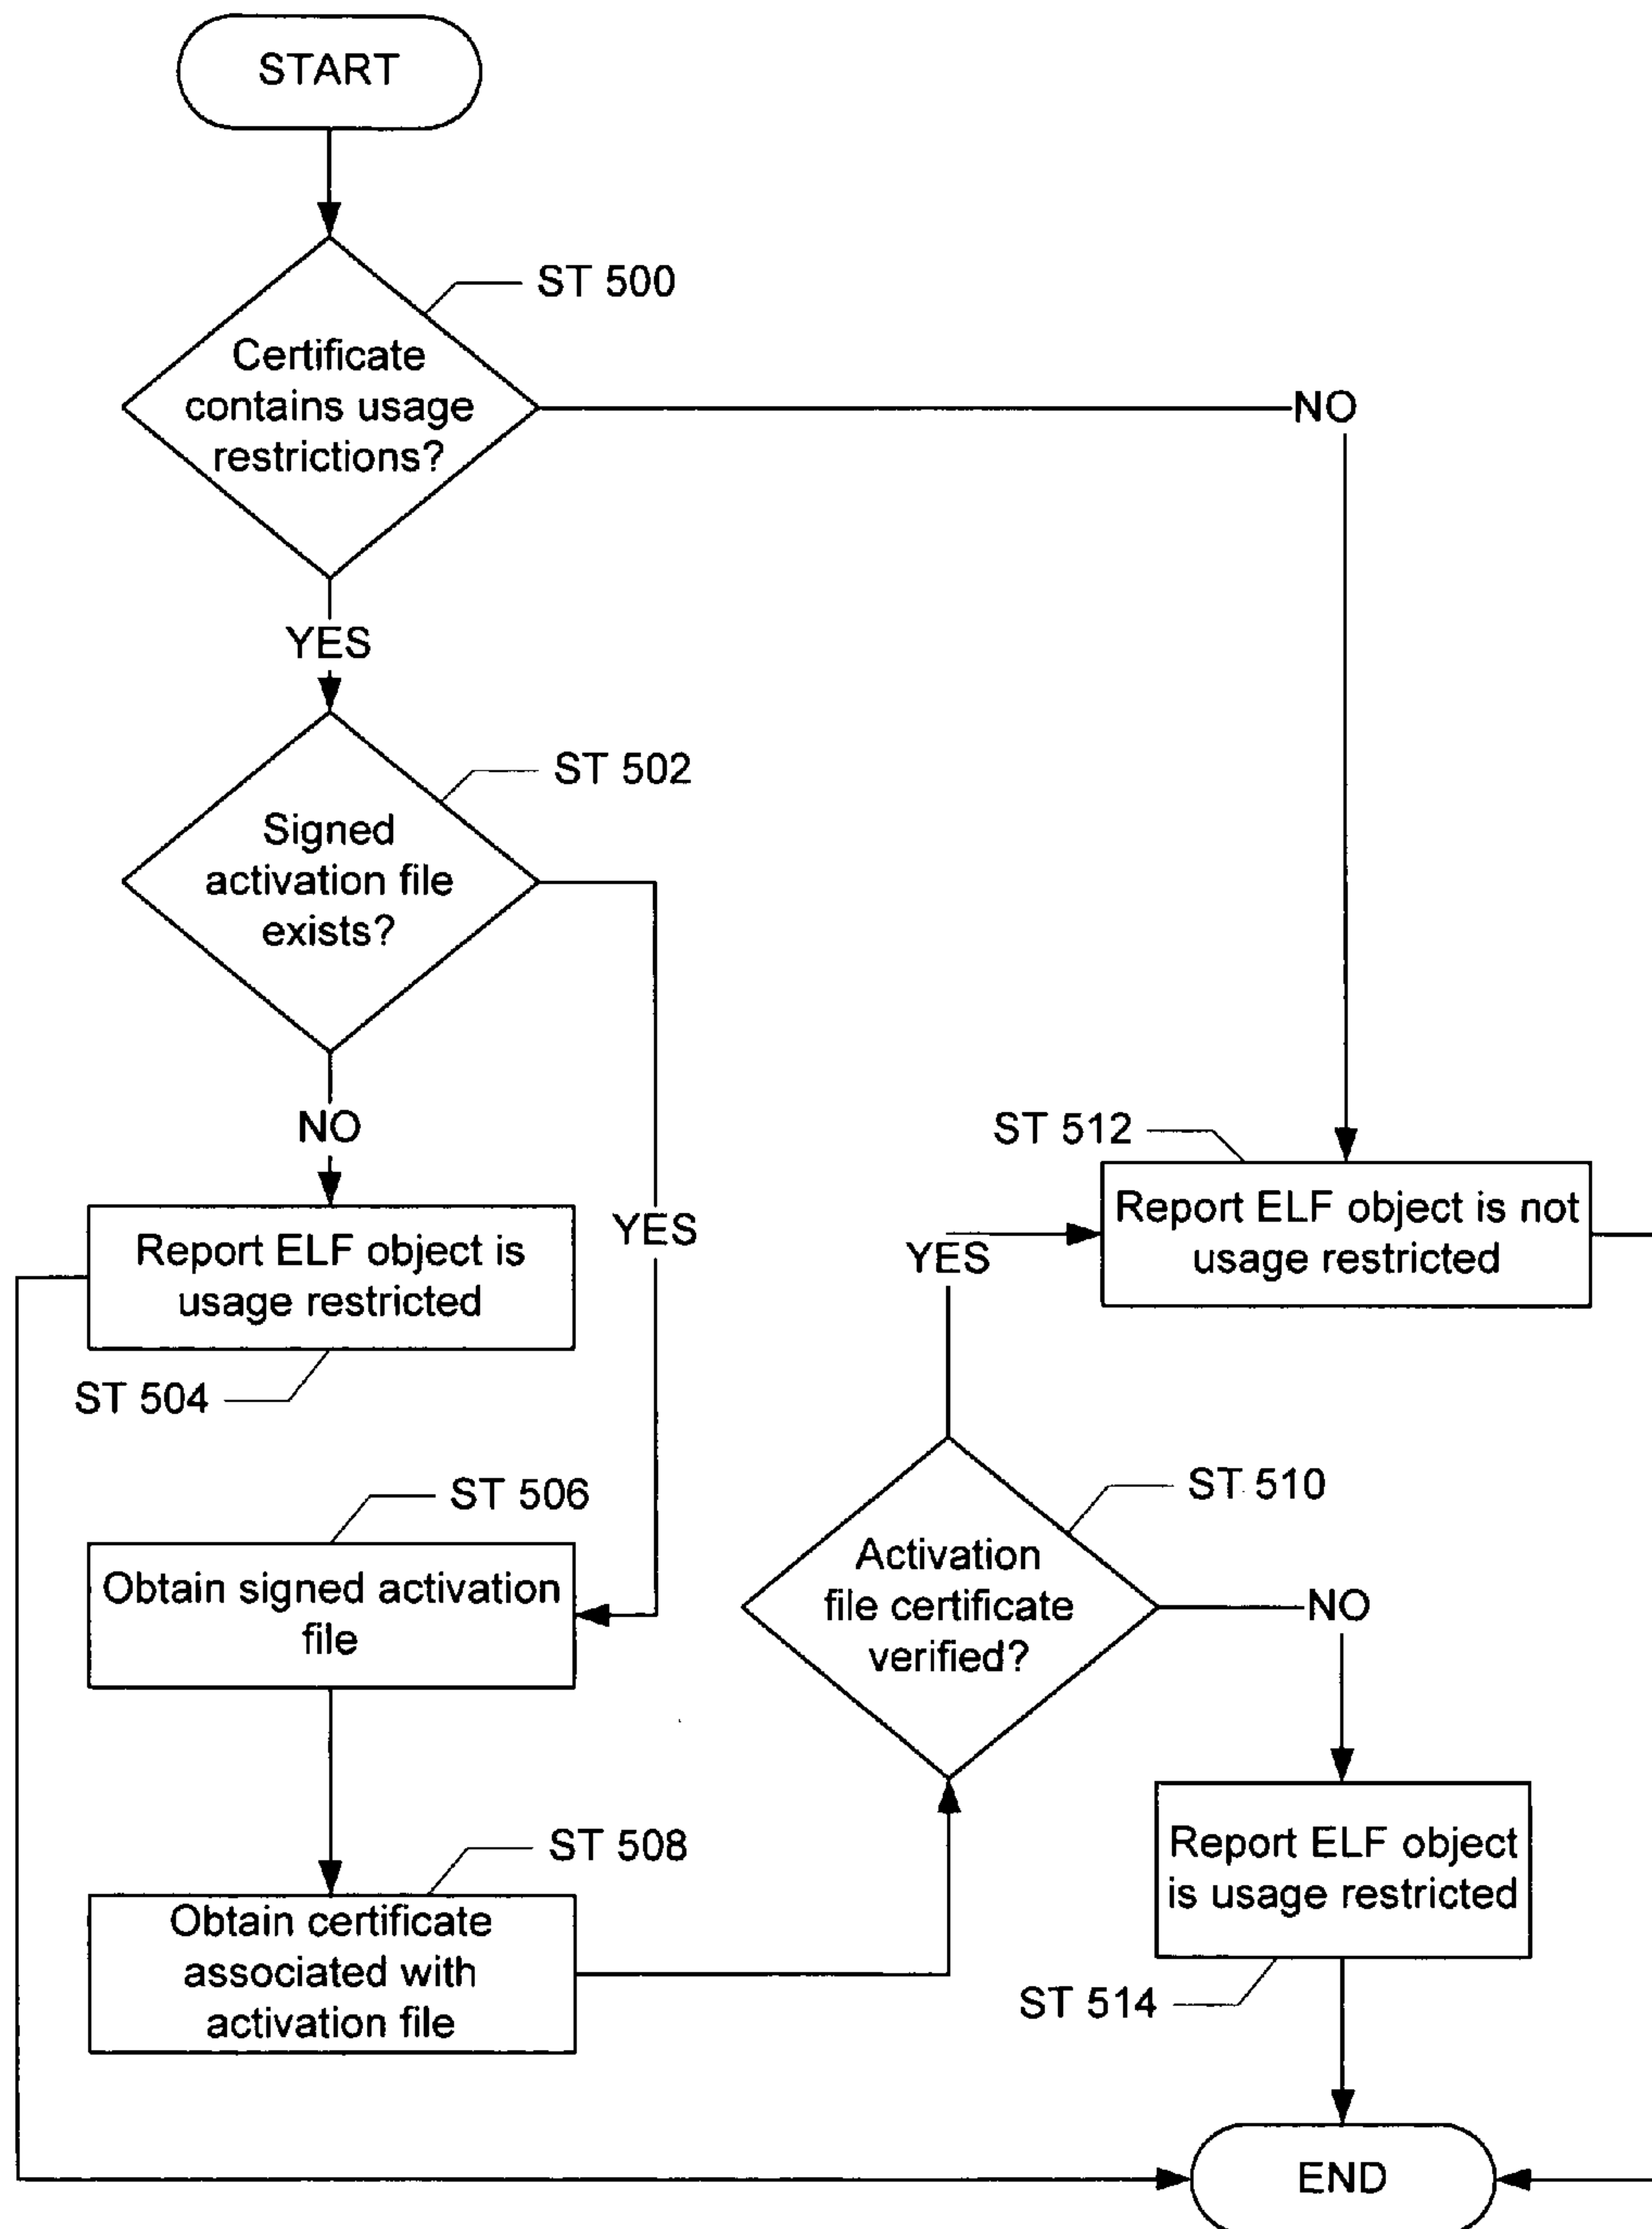 START
ST 500
Certificate
contains usage
restrictions?
NO
YES
ST 502
Signed
activation file
exists?
NO
YES
ST 504
Report ELF object is
usage restricted
ST 506
Obtain signed activation
file
ST 508
Obtain certificate
associated with
activation file
ST 510
Activation
file certificate
verified?
YES
ST 512
Report ELF object is not
usage restricted
NO
Report ELF object
is usage restricted
ST 514
END